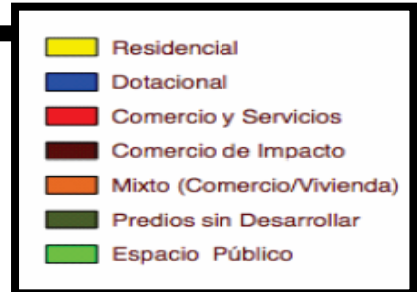 Residencial
Dotacional
Comercio y Servicios
Comercio de Impacto
Mixto (Comercio/Vivienda)
Predios sin Desarrollar
Espacio Público